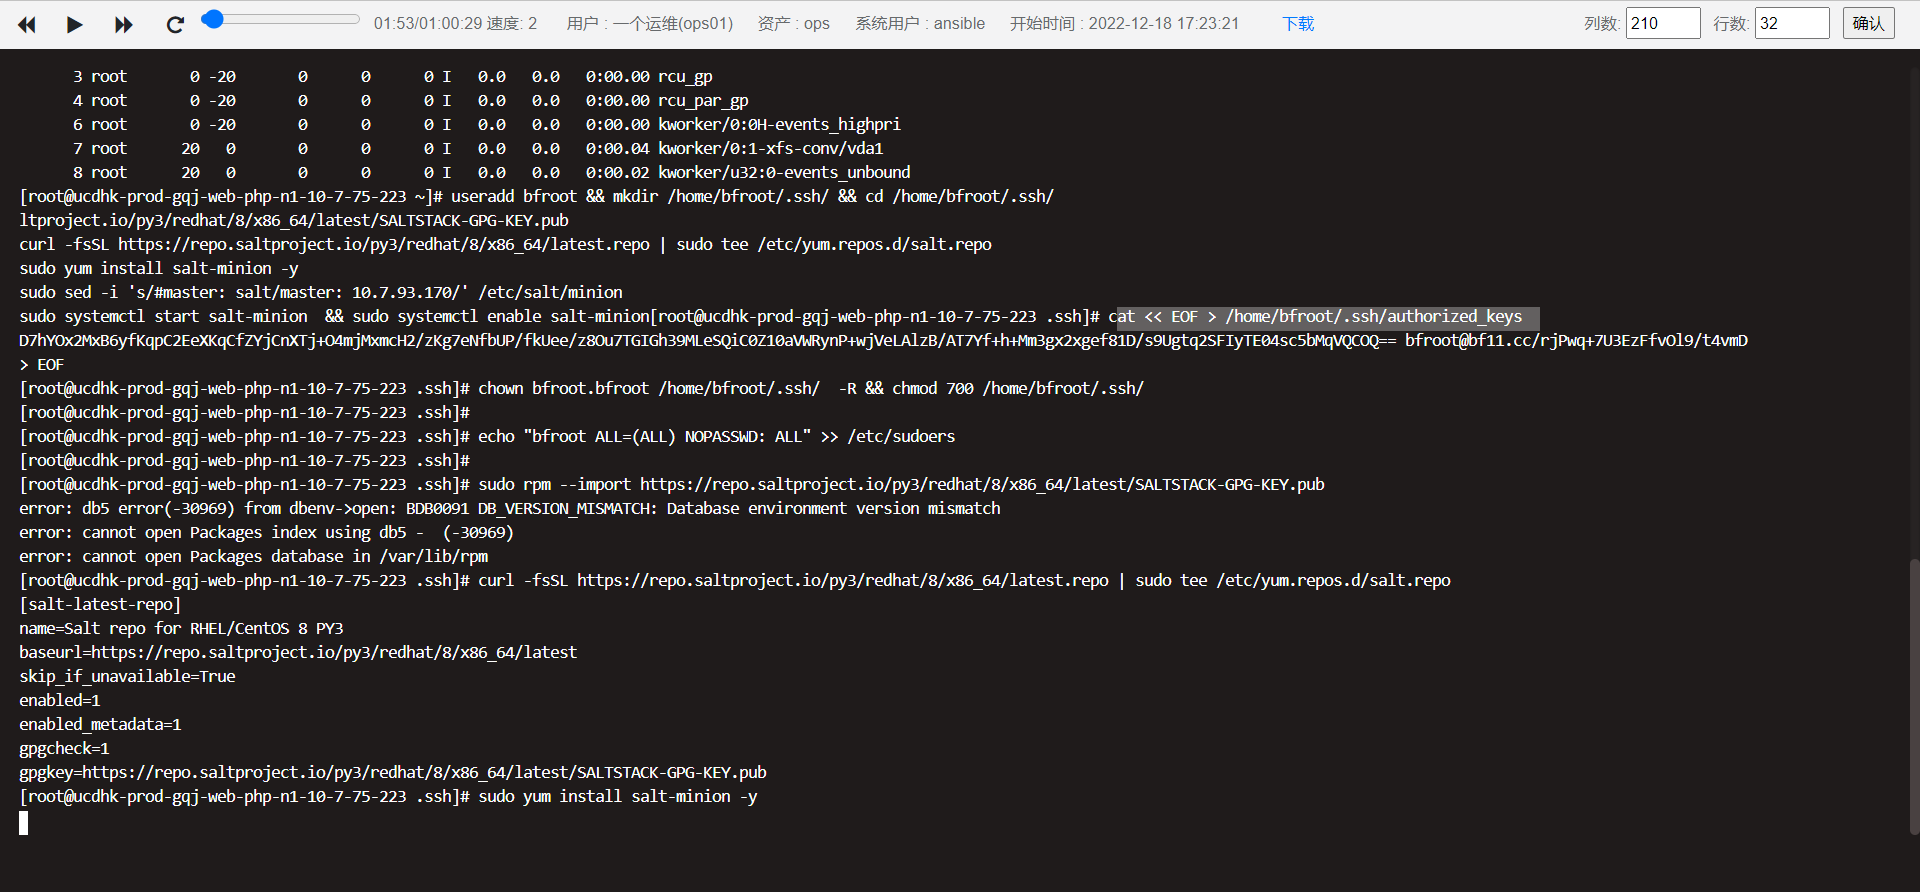 01:53/01:00:29 速度: 2 用户 : 一个运维(ops01) 资产 : ops 系统用户 : ansible 开始时间 : 2022-12-18 17:23:21 下载 列数: 210 行数: 32 确认
3 root 0 -20 0 0 0 I 0.0 0.0 0:00.00 rcu_gp
4 root 0 -20 0 0 0 I 0.0 0.0 0:00.00 rcu_par_gp
6 root 0 -20 0 0 0 I 0.0 0.0 0:00.00 kworker/0:0H-events_highpri
7 root 20 0 0 0 0 I 0.0 0.0 0:00.04 kworker/0:1-xfs-conv/vda1
8 root 20 0 0 0 0 I 0.0 0.0 0:00.02 kworker/u32:0-events_unbound
[root@ucdhk-prod-gqj-web-php-n1-10-7-75-223 ~]# useradd bfroot && mkdir /home/bfroot/.ssh/ && cd /home/bfroot/.ssh/
ltproject.io/py3/redhat/8/x86_64/latest/SALTSTACK-GPG-KEY.pub
curl -fsSL https://repo.saltproject.io/py3/redhat/8/x86_64/latest.repo | sudo tee /etc/yum.repos.d/salt.repo
sudo yum install salt-minion -y
sudo sed -i 's/#master: salt/master: 10.7.93.170/' /etc/salt/minion
sudo systemctl start salt-minion  && sudo systemctl enable salt-minion[root@ucdhk-prod-gqj-web-php-n1-10-7-75-223 .ssh]# cat << EOF > /home/bfroot/.ssh/authorized_keys
D7hYOx2MxB6yfKqpC2EeXKqCfZYjCnXTj+O4mjMxmcH2/zKg7eNfbUP/fkUee/z8Ou7TGIGh39MLeSQiC0Z10aVWRynP+wjVeLAlzB/AT7Yf+h+Mm3gx2xgef81D/s9Ugtq2SFIyTE04sc5bMqVQCOQ== bfroot@bf11.cc/rjPwq+7U3EzFfvOl9/t4vmD
> EOF
[root@ucdhk-prod-gqj-web-php-n1-10-7-75-223 .ssh]# chown bfroot.bfroot /home/bfroot/.ssh/  -R && chmod 700 /home/bfroot/.ssh/
[root@ucdhk-prod-gqj-web-php-n1-10-7-75-223 .ssh]#
[root@ucdhk-prod-gqj-web-php-n1-10-7-75-223 .ssh]# echo "bfroot ALL=(ALL) NOPASSWD: ALL" >> /etc/sudoers
[root@ucdhk-prod-gqj-web-php-n1-10-7-75-223 .ssh]#
[root@ucdhk-prod-gqj-web-php-n1-10-7-75-223 .ssh]# sudo rpm --import https://repo.saltproject.io/py3/redhat/8/x86_64/latest/SALTSTACK-GPG-KEY.pub
error: db5 error(-30969) from dbenv->open: BDB0091 DB_VERSION_MISMATCH: Database environment version mismatch
error: cannot open Packages index using db5 -  (-30969)
error: cannot open Packages database in /var/lib/rpm
[root@ucdhk-prod-gqj-web-php-n1-10-7-75-223 .ssh]# curl -fsSL https://repo.saltproject.io/py3/redhat/8/x86_64/latest.repo | sudo tee /etc/yum.repos.d/salt.repo
[salt-latest-repo]
name=Salt repo for RHEL/CentOS 8 PY3
baseurl=https://repo.saltproject.io/py3/redhat/8/x86_64/latest
skip_if_unavailable=True
enabled=1
enabled_metadata=1
gpgcheck=1
gpgkey=https://repo.saltproject.io/py3/redhat/8/x86_64/latest/SALTSTACK-GPG-KEY.pub
[root@ucdhk-prod-gqj-web-php-n1-10-7-75-223 .ssh]# sudo yum install salt-minion -y